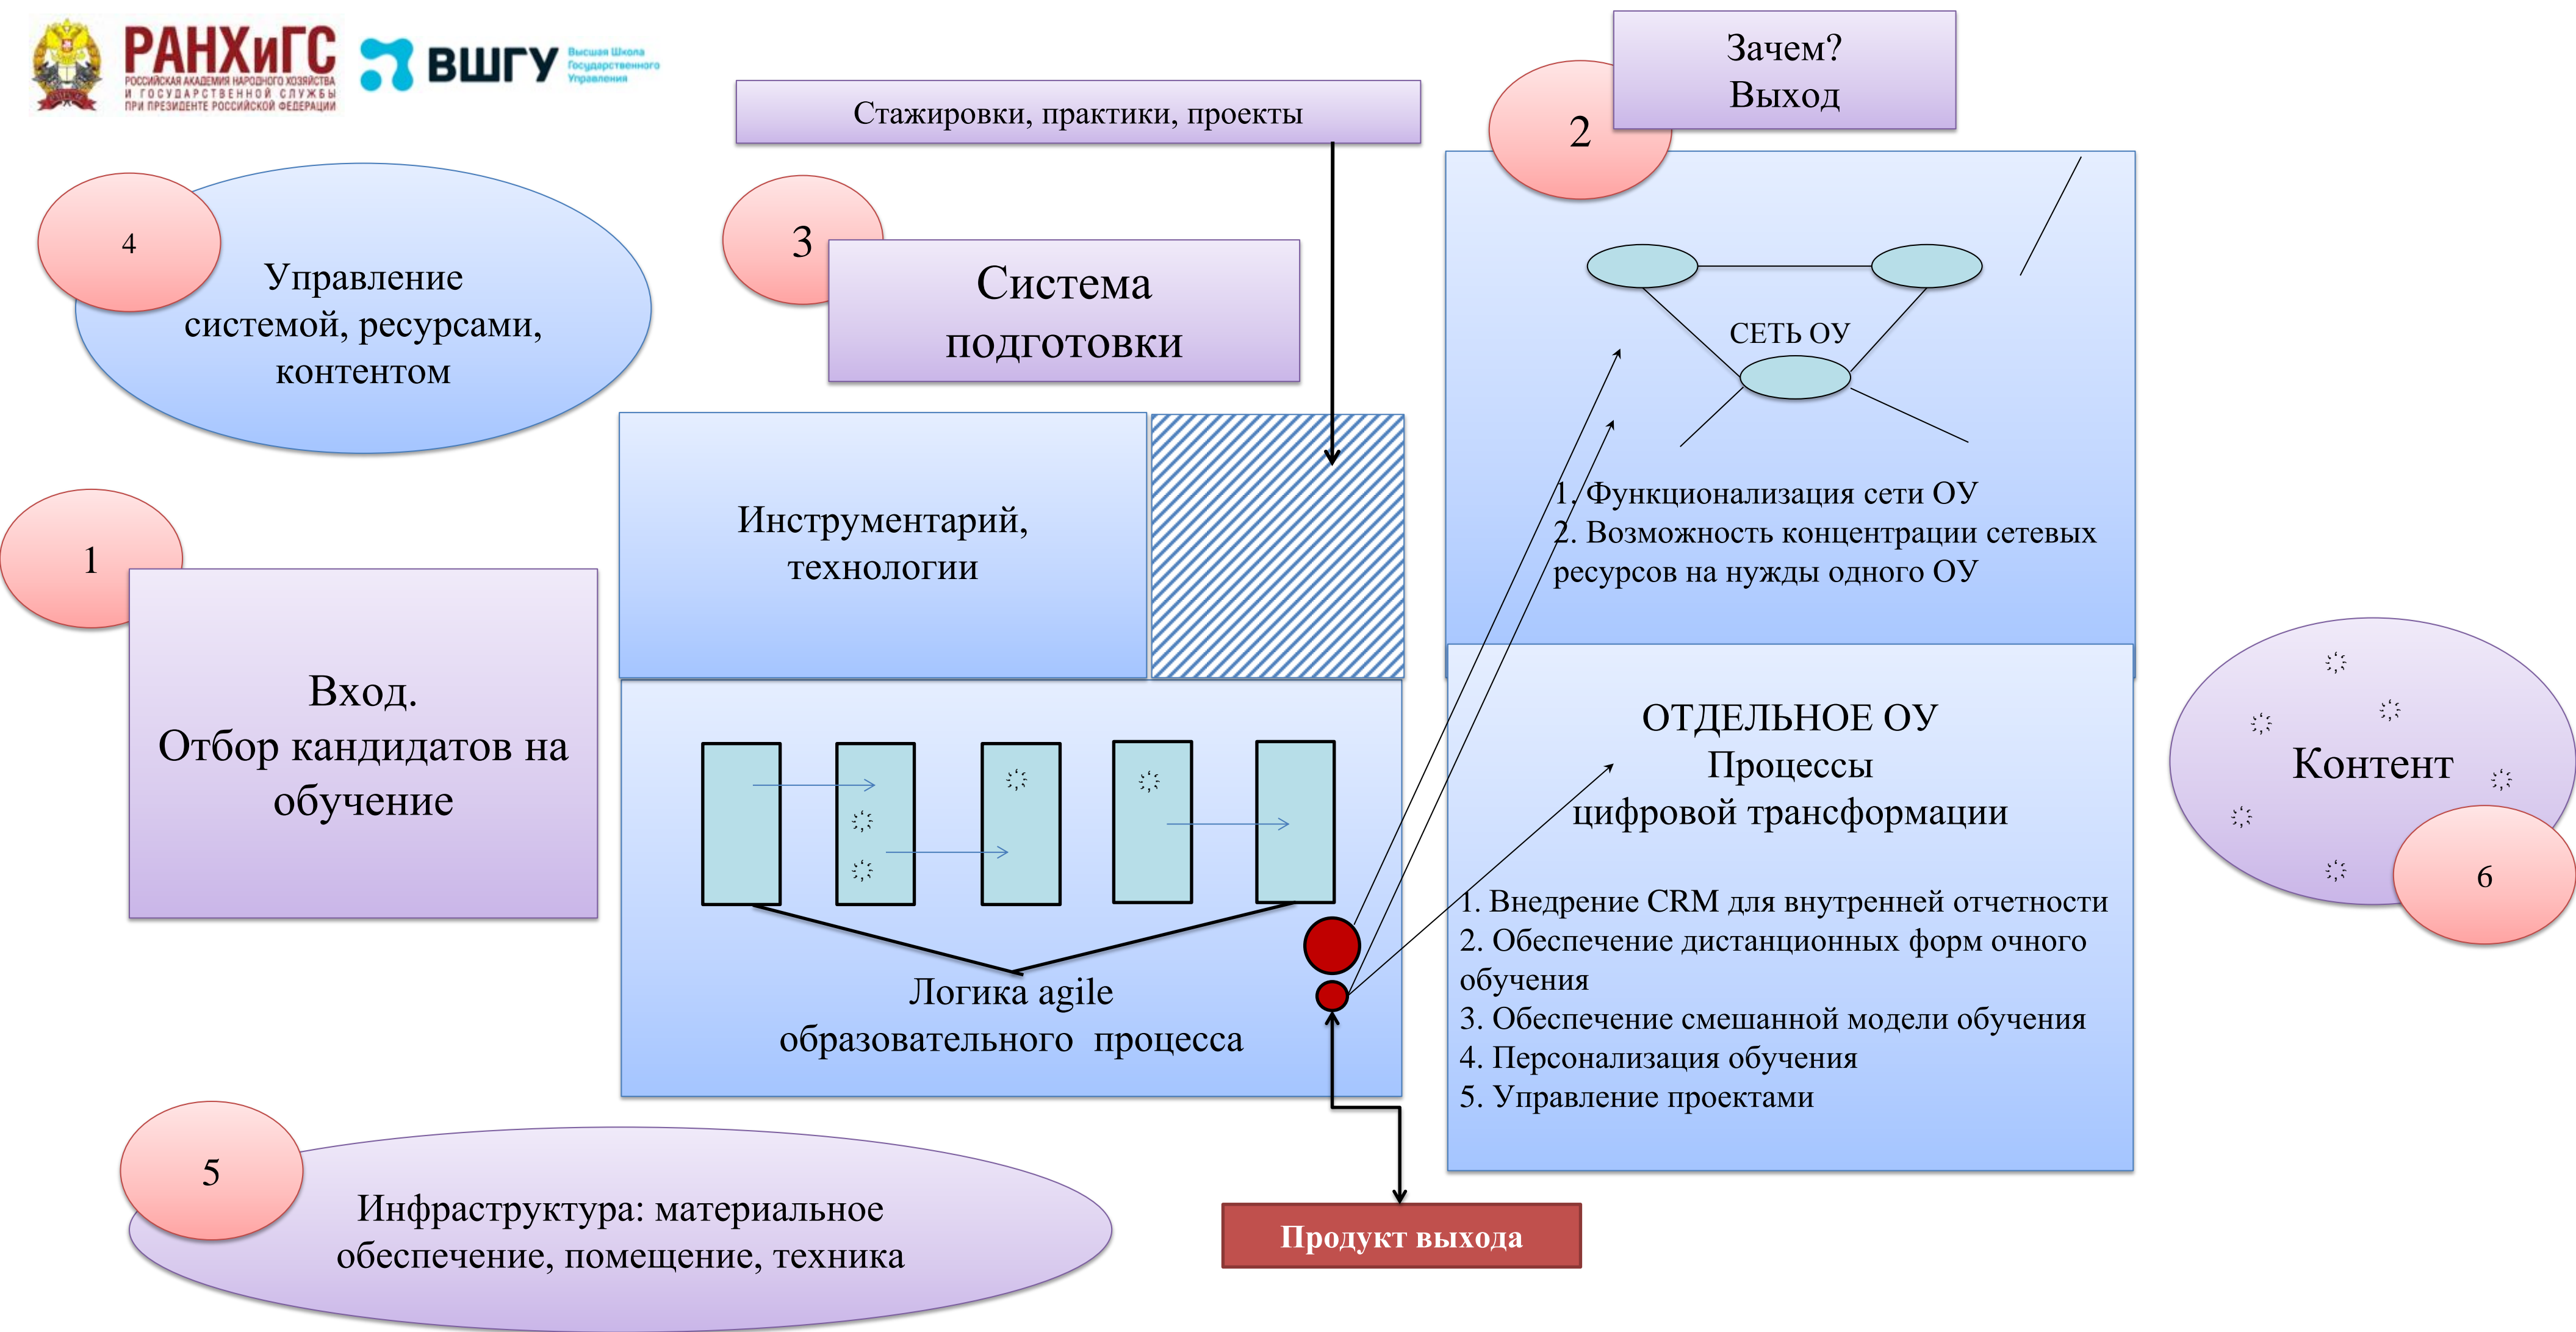 РАНХиГС
РОССИЙСКАЯ АКАДЕМИЯ НАРОДНОГО ХОЗЯЙСТВА
И ГОСУДАРСТВЕННОЙ СЛУЖБЫ
ПРИ ПРЕЗИДЕНТЕ РОССИЙСКОЙ ФЕДЕРАЦИИ
ВШГУ
Высшая Школа
Государственного
Управления
Стажировки, практики, проекты
2
Зачем?
Выход
4
Управление
системой, ресурсами,
контентом
3
Система
подготовки
СЕТЬ ОУ
1. Функционализация сети ОУ
2. Возможность концентрации сетевых
ресурсов на нужды одного ОУ
1
Вход.
Отбор кандидатов на
обучение
Инструментарий,
технологии
Логика agile
образовательного процесса
ОТДЕЛЬНОЕ ОУ
Процессы
цифровой трансформации
1. Внедрение CRM для внутренней отчетности
2. Обеспечение дистанционных форм очного
обучения
3. Обеспечение смешанной модели обучения
4. Персонализация обучения
5. Управление проектами
Контент
6
5
Инфраструктура: материальное
обеспечение, помещение, техника
Продукт выхода